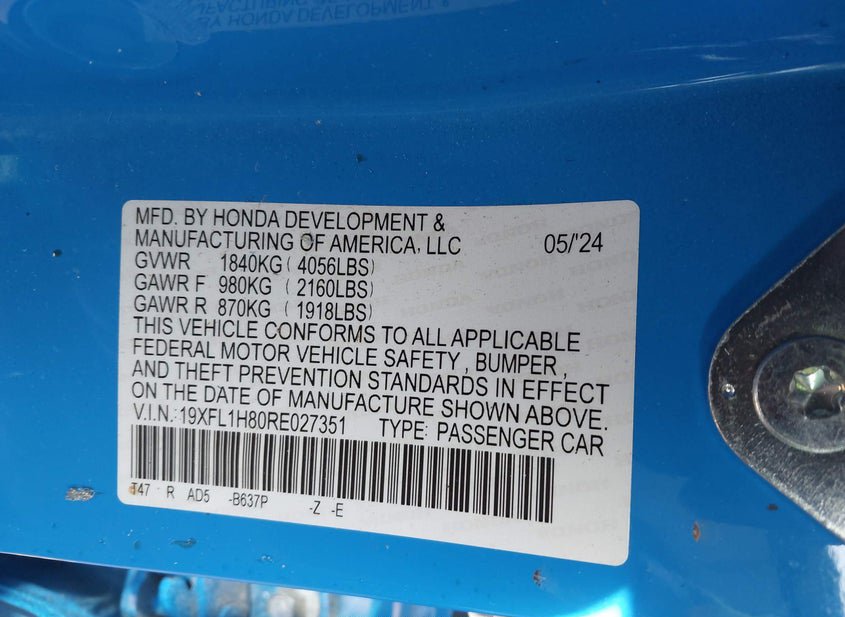 MFD. BY HONDA DEVELOPMENT &
MANUFACTURING OF AMERICA, LLC 05/'24
GVWR 1840KG ( 4056LBS)
GAWR F 980KG ( 2160LBS)
GAWR R 870KG ( 1918LBS)
THIS VEHICLE CONFORMS TO ALL APPLICABLE
FEDERAL MOTOR VEHICLE SAFETY , BUMPER ,
AND THEFT PREVENTION STANDARDS IN EFFECT
ON THE DATE OF MANUFACTURE SHOWN ABOVE.
V.I.N.: 19XFL1H80RE027351 TYPE: PASSENGER CAR
T47 R AD5 -B637P -Z -E